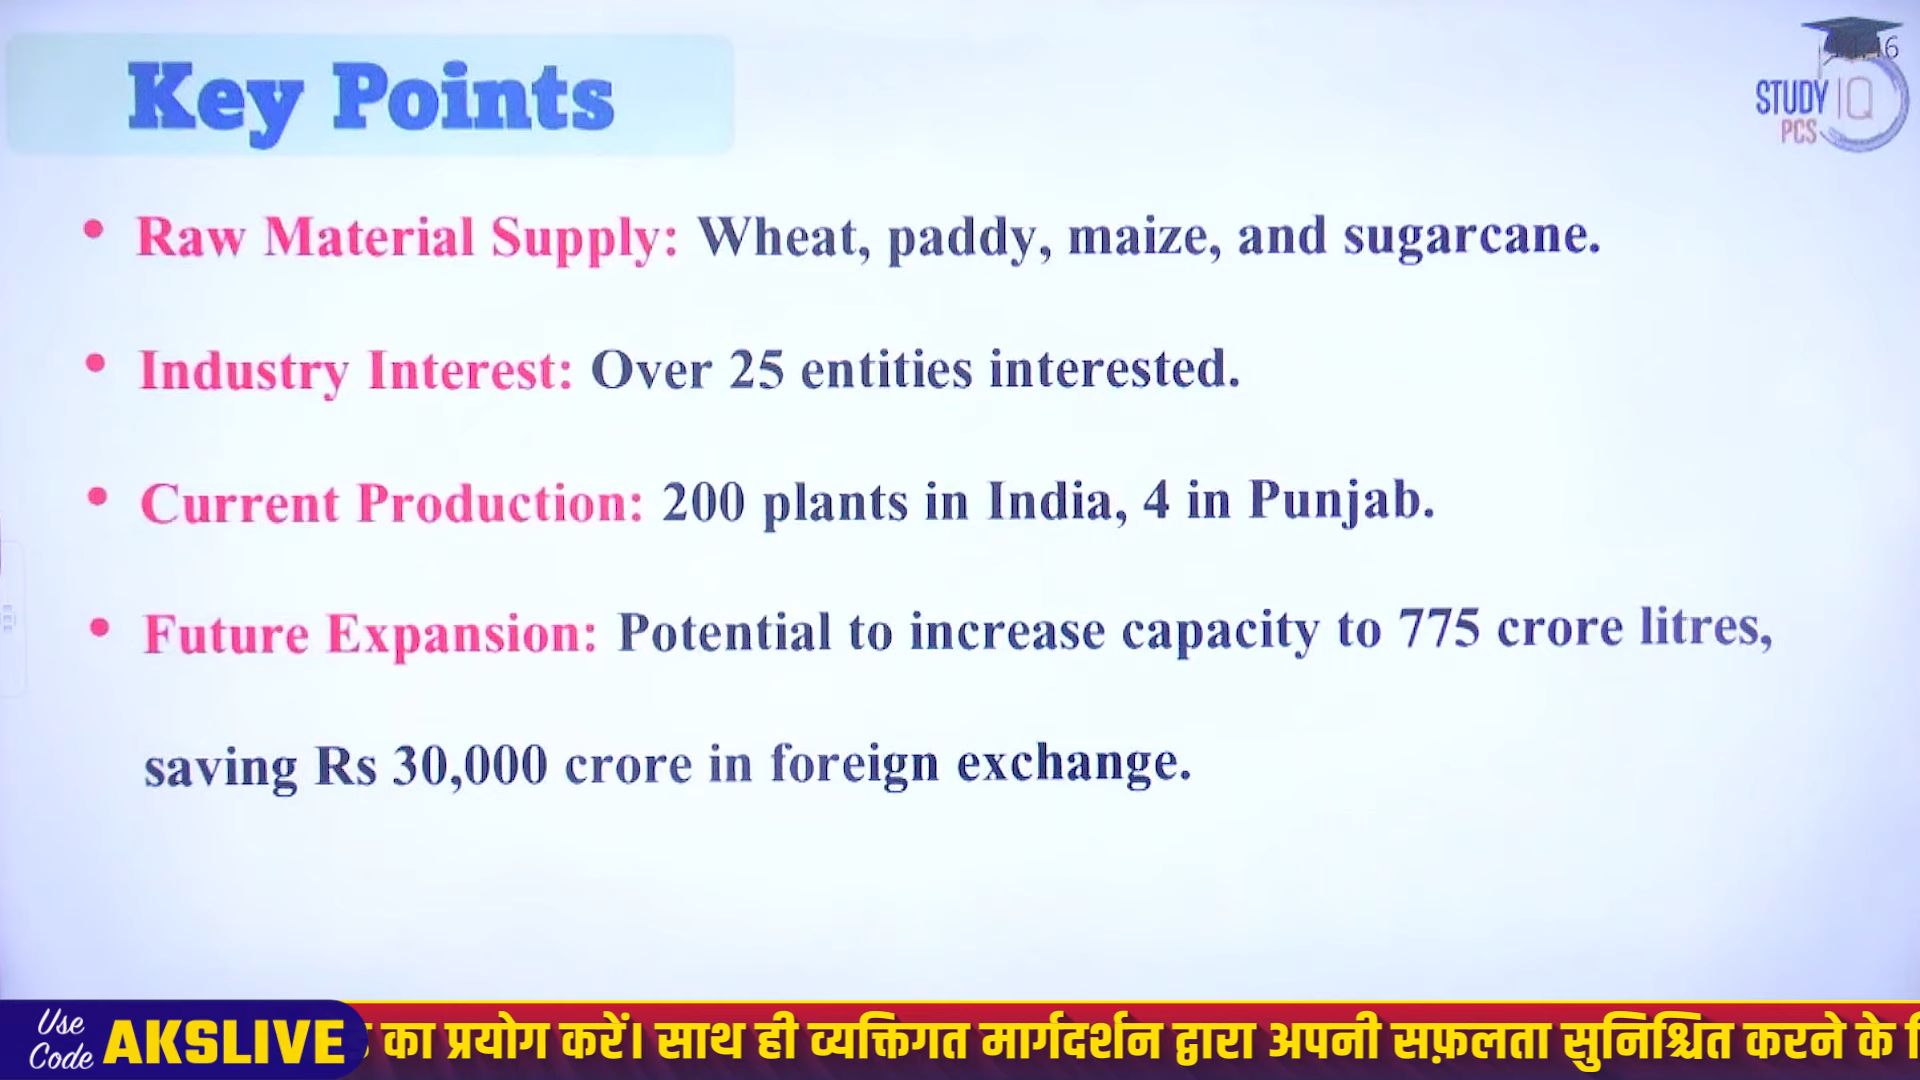 Key Points
STUDY IQ
PCS
• Raw Material Supply: Wheat, paddy, maize, and sugarcane.
• Industry Interest: Over 25 entities interested.
• Current Production: 200 plants in India, 4 in Punjab.
• Future Expansion: Potential to increase capacity to 775 crore litres,
saving Rs 30,000 crore in foreign exchange.
Use
Code AKSLIVE
का प्रयोग करें। साथ ही व्यक्तिगत मार्गदर्शन द्वारा अपनी सफ़लता सुनिश्चित करने के